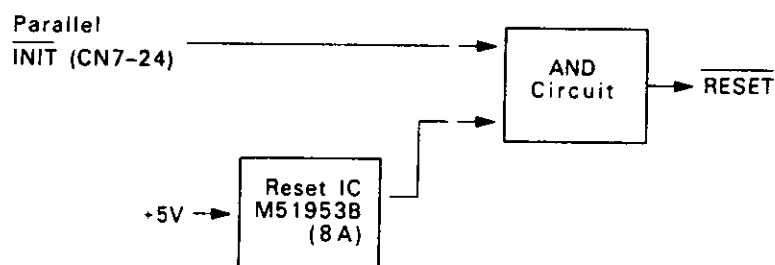 Parallel
INIT (CN7-24)
AND
Circuit
RESET
Reset IC
M51953B
(8A)
+5V